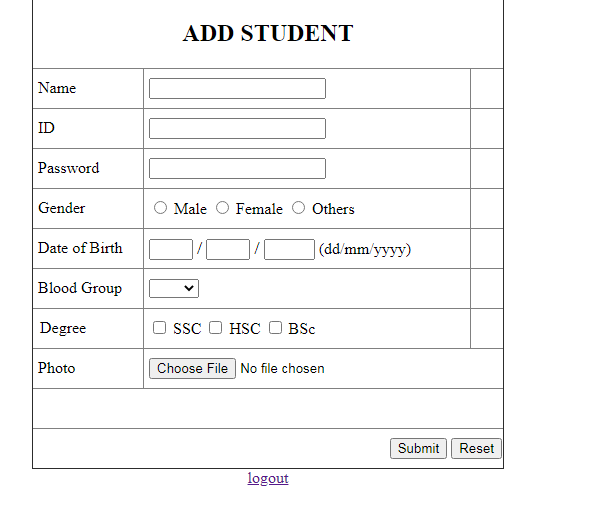 ADD STUDENT
Name
ID
Password
Gender Male Female Others
Date of Birth / / (dd/mm/yyyy)
Blood Group
Degree SSC HSC BSc
Photo Choose File No file chosen
Submit Reset
logout